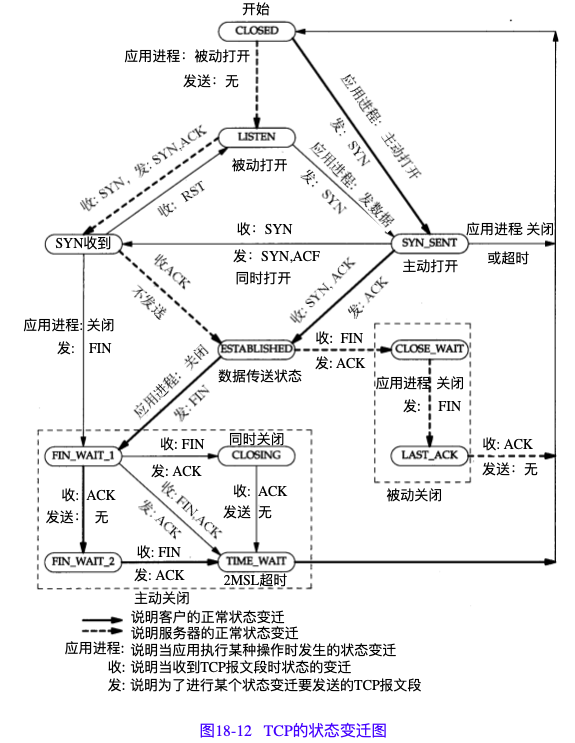 开始
CLOSED
应用进程：被动打开
发送：无
应用进程：主动打开
发：SYN
LISTEN
被动打开
收: SYN，发: SYN,ACK
收：RST
应用进程：发数据
发：SYN
SYN收到
收：SYN
发：SYN,ACF
同时打开
SYN_SENT
主动打开
应用进程 关闭
或超时
收ACK
不发送
收: SYN, ACK
发：ACK
应用进程: 关闭
发: FIN
ESTABLISHED
数据传送状态
收: FIN
发: ACK
CLOSE_WAIT
应用进程 关闭
发: FIN
LAST_ACK
被动关闭
收: ACK
发送：无
应用进程：关闭
发: FIN
FIN_WAIT_1
收: FIN
发: ACK
同时关闭
CLOSING
收: ACK
发送: 无
收: FIN,ACK
发: ACK
收: ACK
发送 无
FIN_WAIT_2
收: FIN
发: ACK
TIME_WAIT
2MSL超时
主动关闭
说明客户的正常状态变迁
说明服务器的正常状态变迁
应用进程: 说明当应用执行某种操作时发生的状态变迁
收: 说明当收到TCP报文段时状态的变迁
发: 说明为了进行某个状态变迁要发送的TCP报文段
图18-12 TCP的状态变迁图